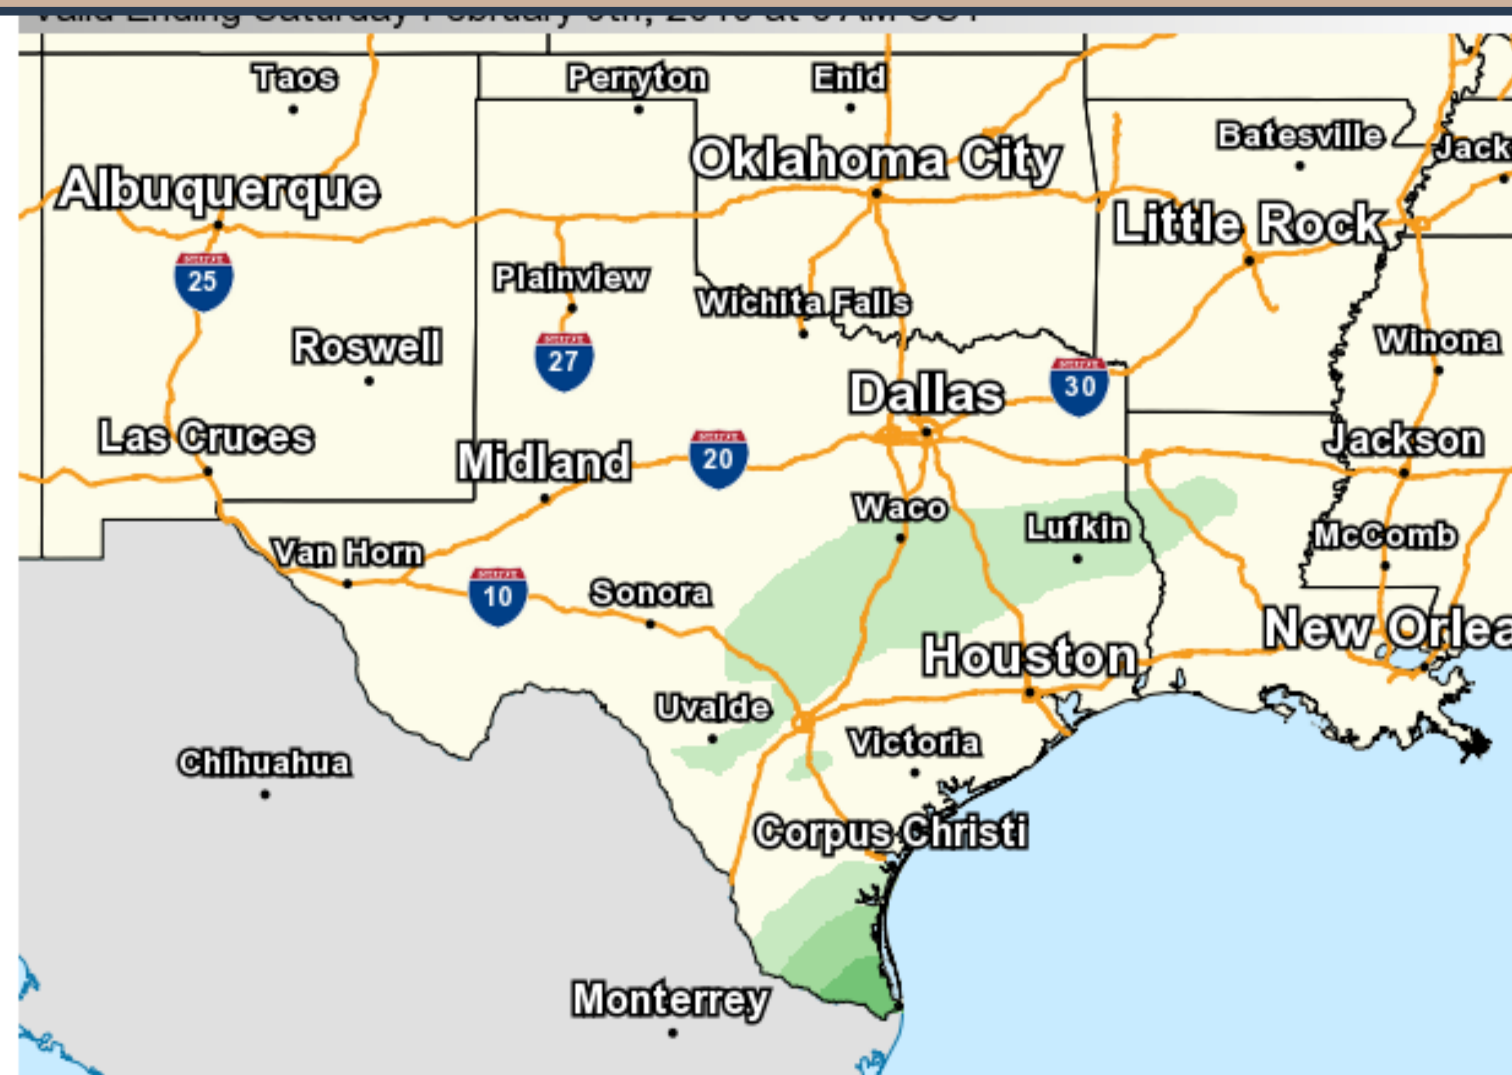 Taos
Perryton
Enid
Batesville
Jack
Oklahoma City
Albuquerque
Little Rock
25
Plainview
Wichita Falls
Winona
Roswell
27
30
Dallas
Las Cruces
Midland
20
Jackson
Waco
Lufkin
McComb
Van Horn
10
Sonora
New Orlea
Houston
Uvalde
Victoria
Chihuahua
Corpus Christi
Monterrey